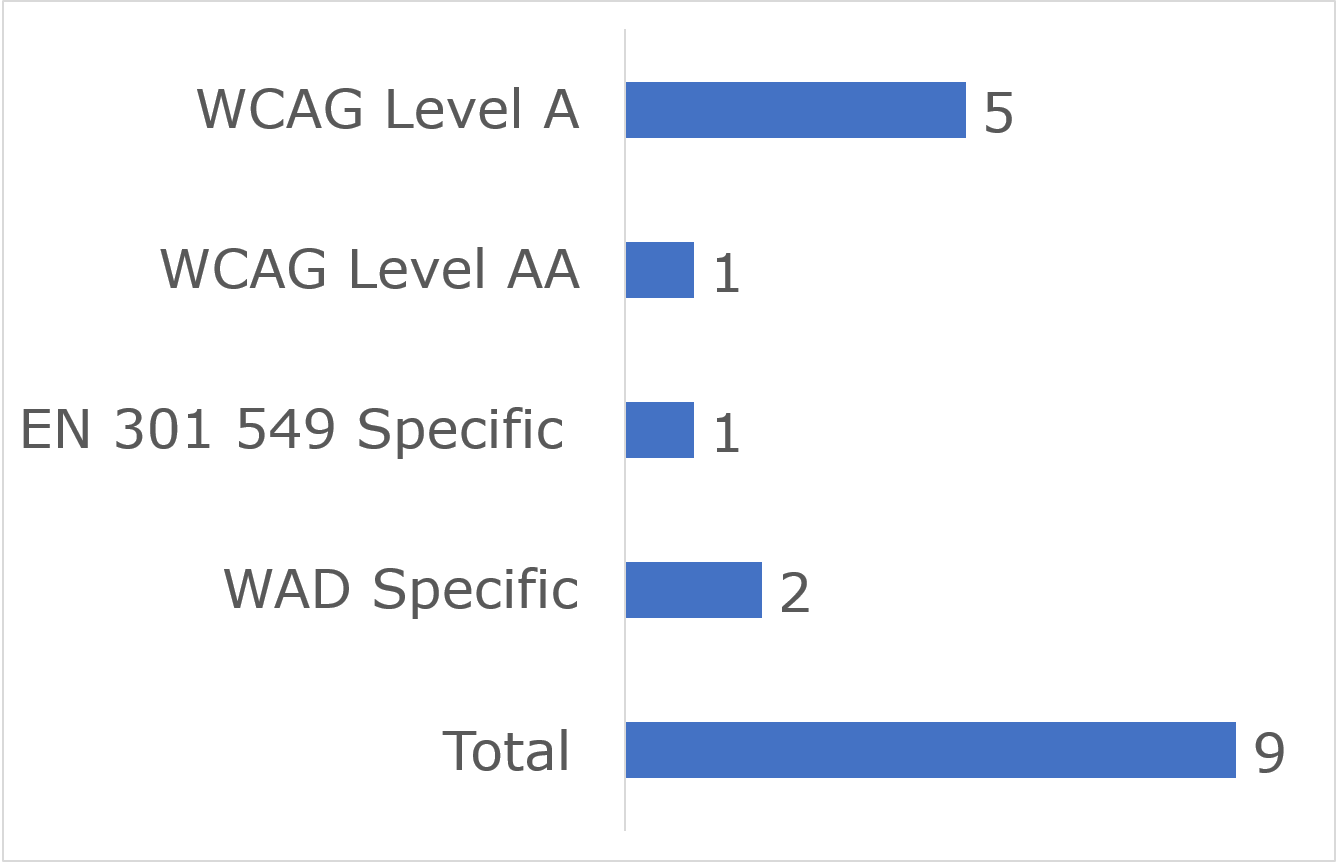 WCAG Level A 5
WCAG Level AA 1
EN 301 549 Specific 1
WAD Specific 2
Total 9